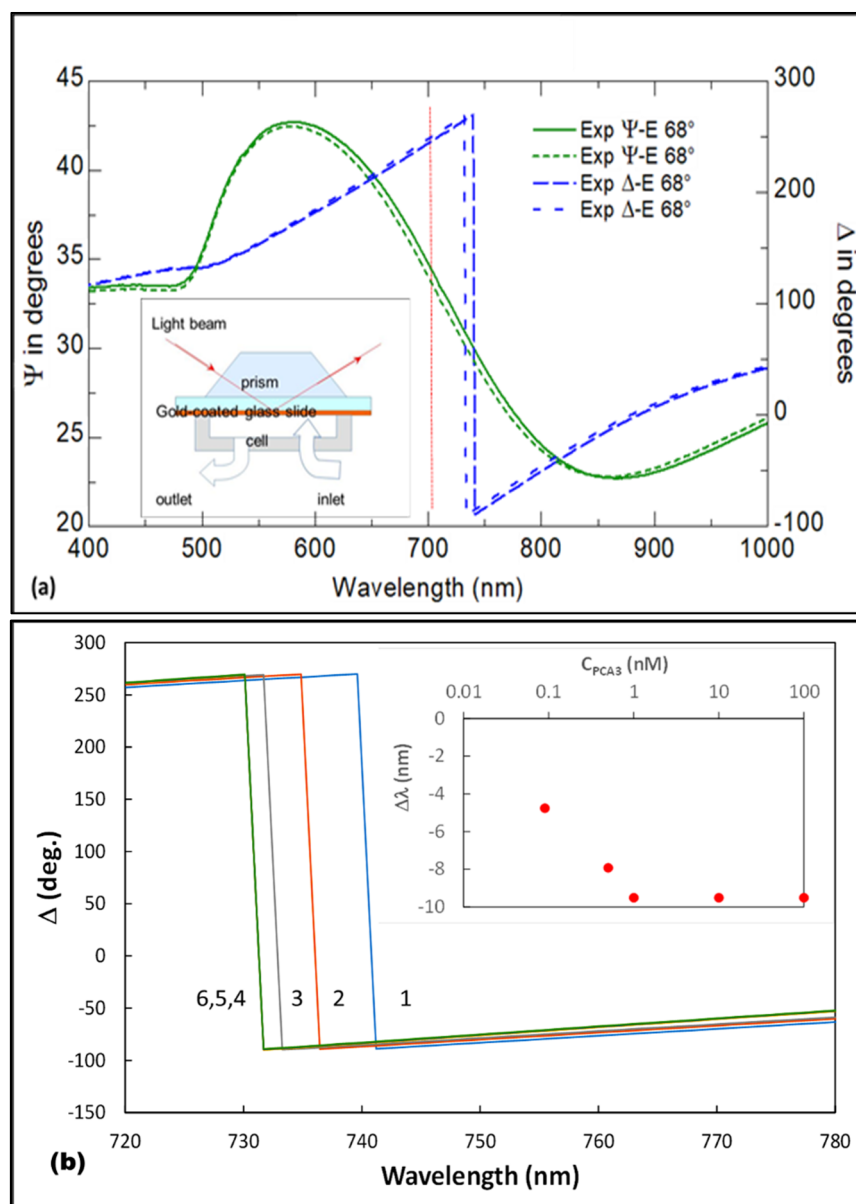 45
40
35
30
25
20
Ψ in degrees
300
200
100
0
-100
Δ in degrees
Exp Ψ-E 68°
Exp Ψ-E 68°
Exp Δ-E 68°
Exp Δ-E 68°
Light beam
prism
Gold-coated glass slide
cell
outlet
inlet
400 500 600 700 800 900 1000
Wavelength (nm)
(a)
300
250
200
150
100
50
0
-50
-100
-150
Δ (deg.)
C_PCA3 (nM)
0.01 0.1 1 10 100
0
-2
-4
-6
-8
-10
Δλ (nm)
6,5,4 3 2 1
720 730 740 750 760 770 780
Wavelength (nm)
(b)